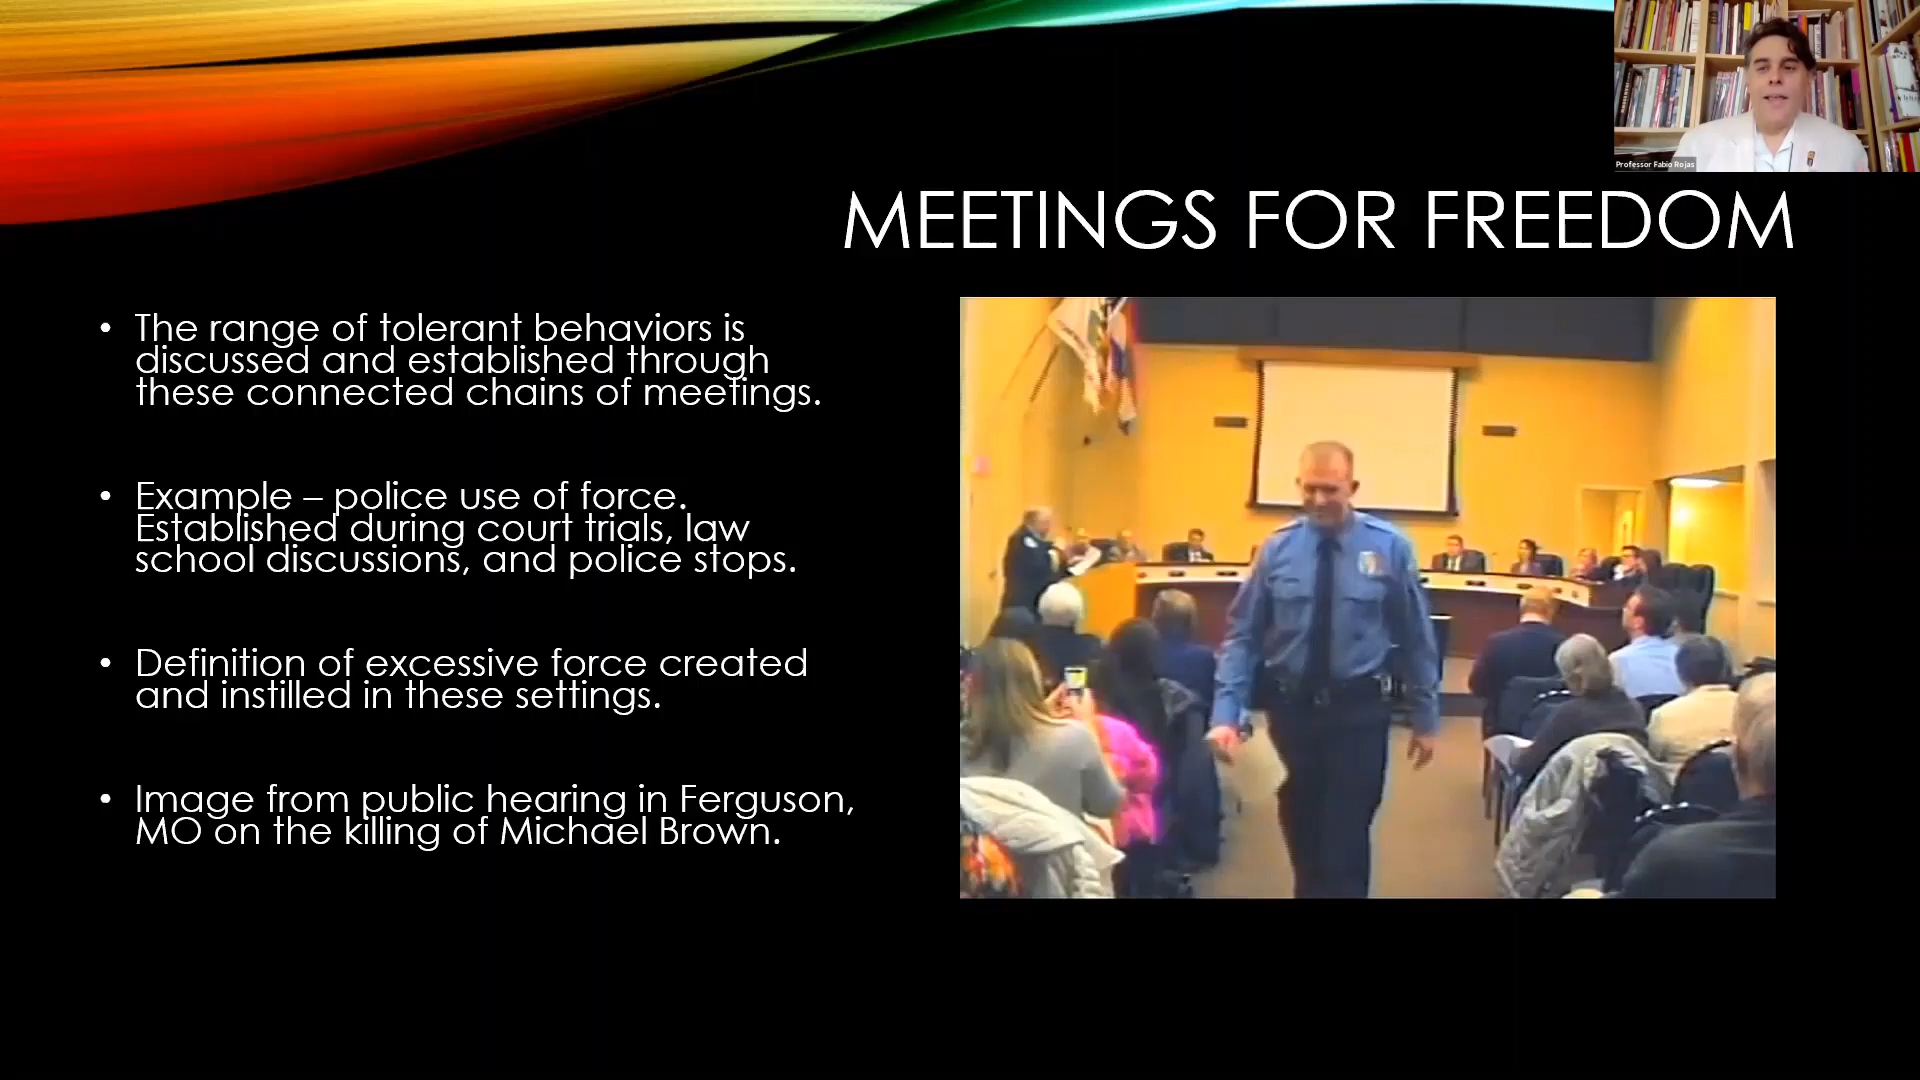 Professor Fabio Rojas
MEETINGS FOR FREEDOM
• The range of tolerant behaviors is
discussed and established through
these connected chains of meetings.
• Example – police use of force.
Established during court trials, law
school discussions, and police stops.
• Definition of excessive force created
and instilled in these settings.
• Image from public hearing in Ferguson,
MO on the killing of Michael Brown.